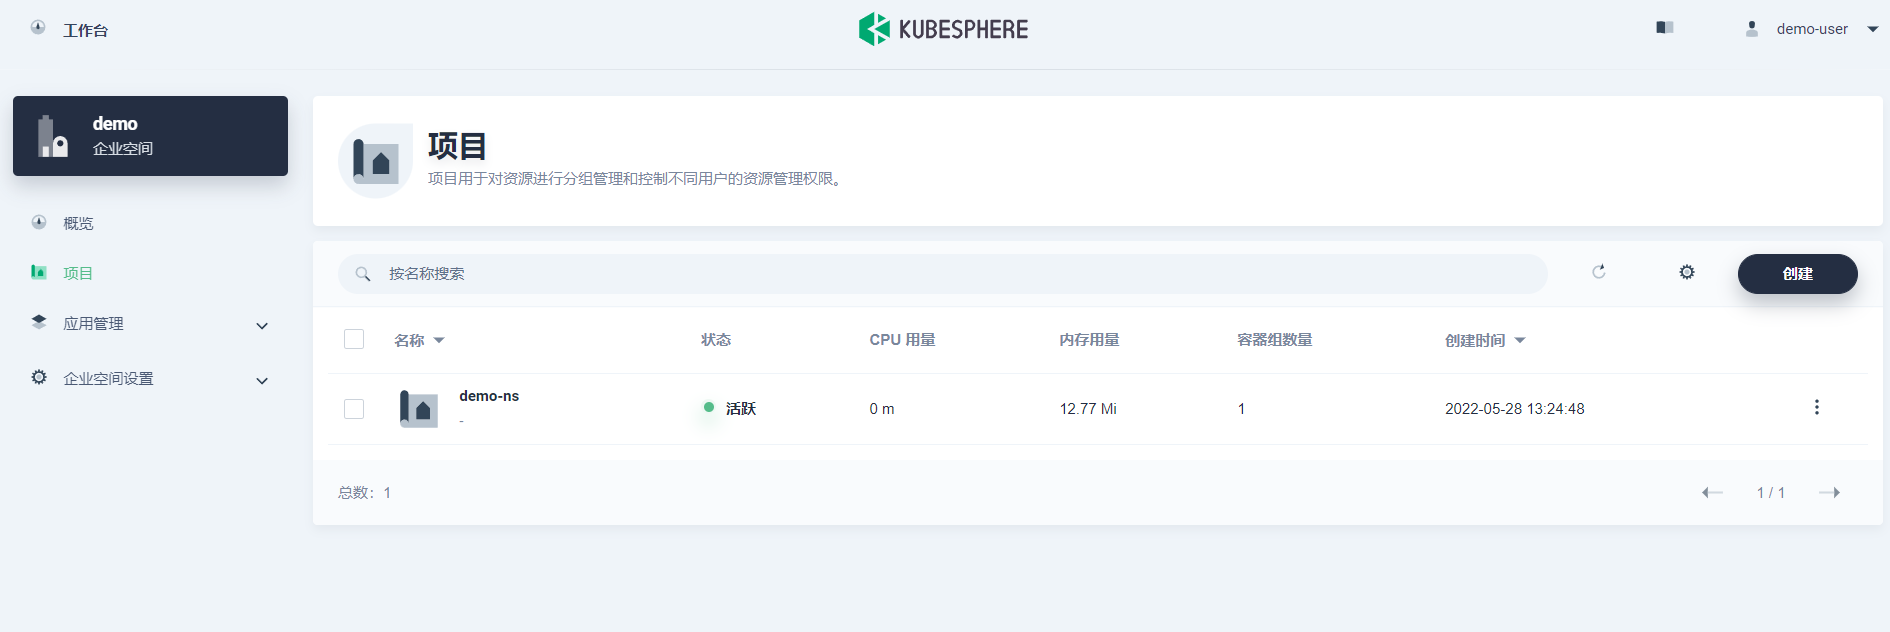 工作台
KUBESPHERE
demo-user
demo
企业空间
概览
项目
应用管理
企业空间设置
项目
项目用于对资源进行分组管理和控制不同用户的资源管理权限。
按名称搜索
创建
名称 状态 CPU 用量 内存用量 容器组数量 创建时间
demo-ns
-
活跃 0 m 12.77 Mi 1 2022-05-28 13:24:48
总数：1
1 / 1